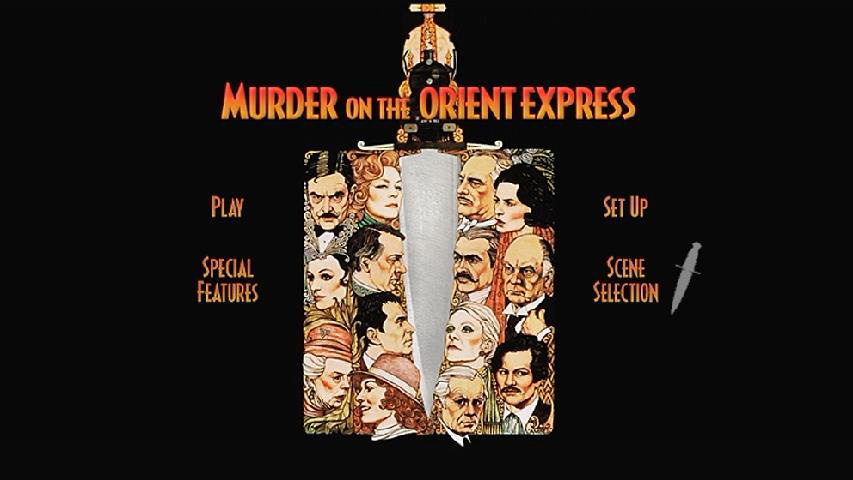 MURDER ON THE ORIENT EXPRESS
PLAY
SET UP
SPECIAL
FEATURES
SCENE
SELECTION